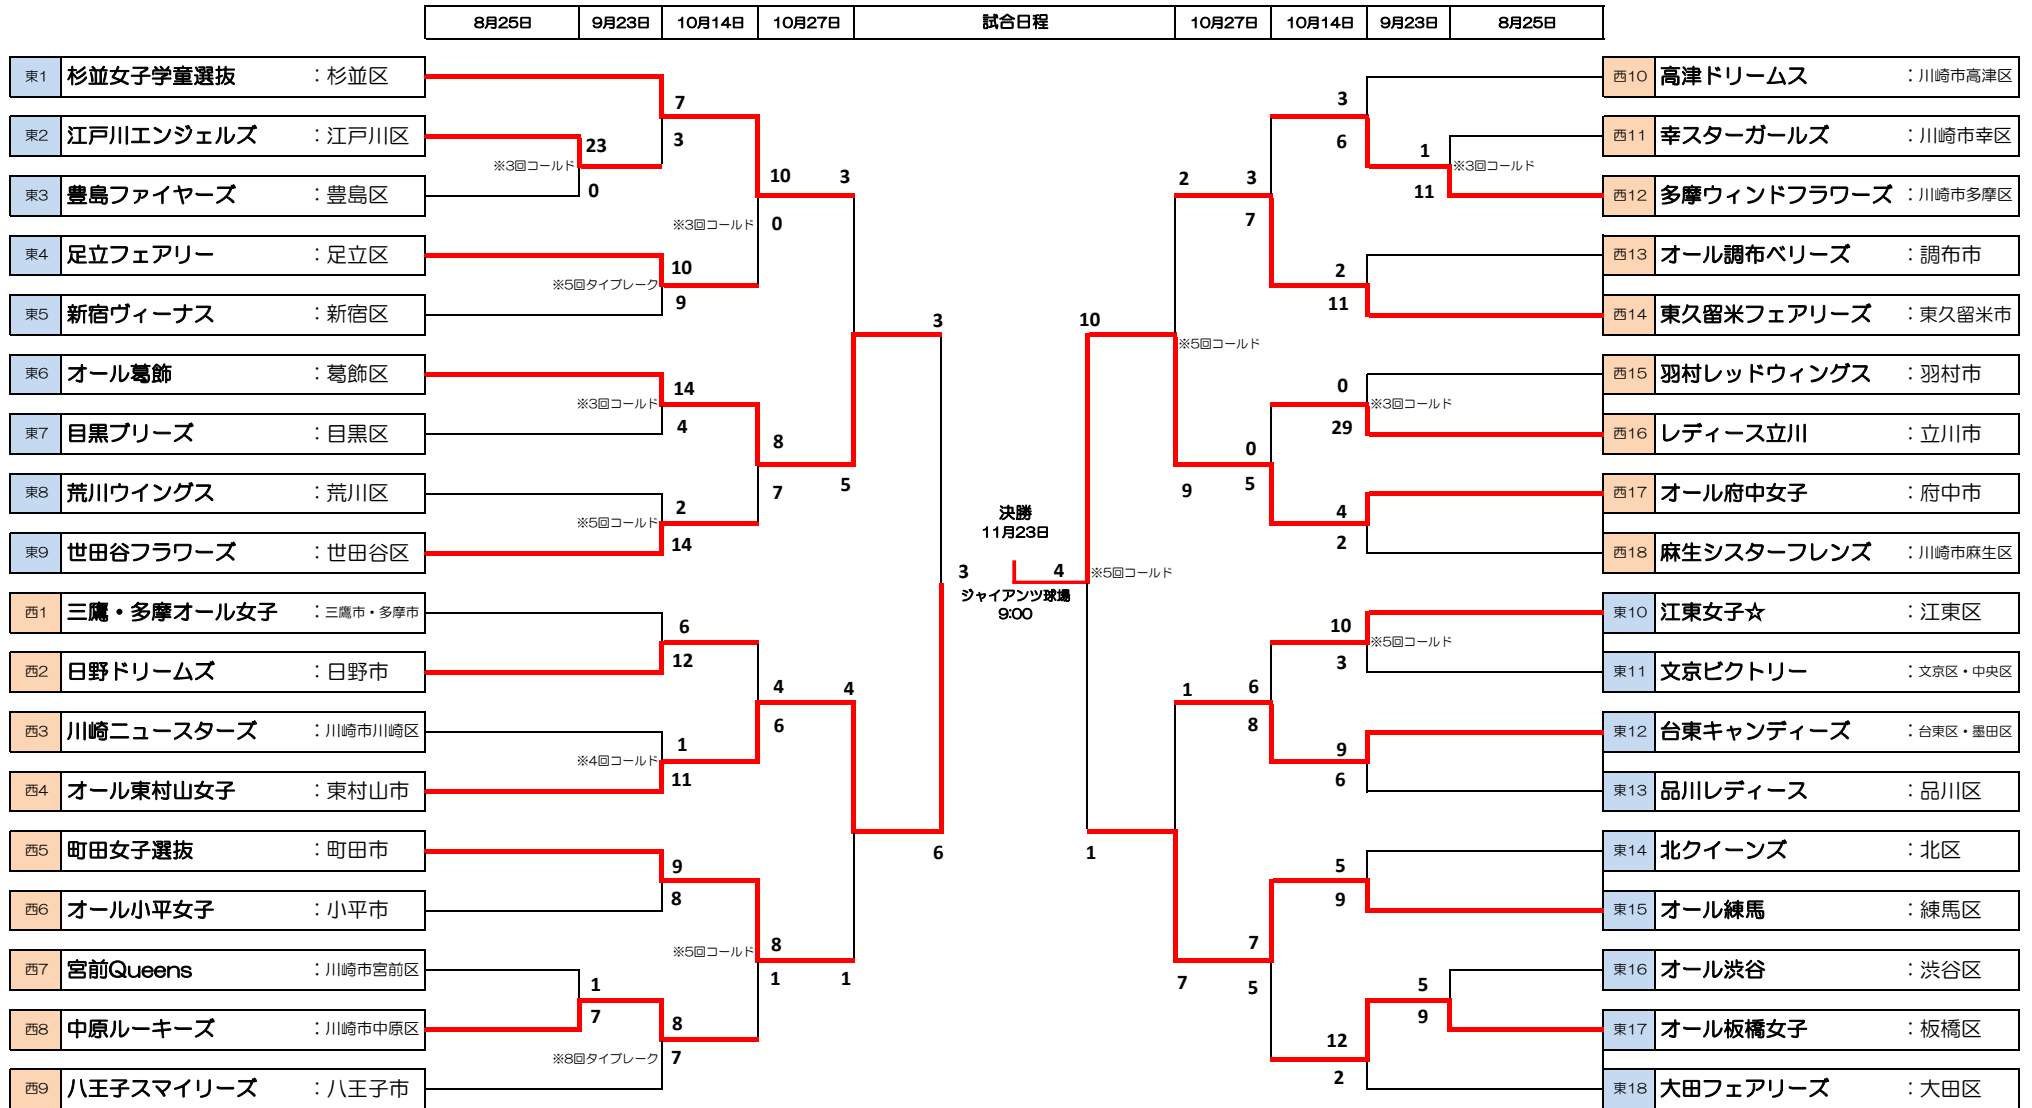 8月25日 9月23日 10月14日 10月27日 試合日程 10月27日 10月14日 9月23日 8月25日
東1 杉並女子学童選抜 ：杉並区
東2 江戸川エンジェルズ ：江戸川区
東3 豊島ファイヤーズ ：豊島区
東4 足立フェアリー ：足立区
東5 新宿ヴィーナス ：新宿区
東6 オール葛飾 ：葛飾区
東7 目黒ブリーズ ：目黒区
東8 荒川ウイングス ：荒川区
東9 世田谷フラワーズ ：世田谷区
西1 三鷹・多摩オール女子 ：三鷹市・多摩市
西2 日野ドリームズ ：日野市
西3 川崎ニュースターズ ：川崎市川崎区
西4 オール東村山女子 ：東村山市
西5 町田女子選抜 ：町田市
西6 オール小平女子 ：小平市
西7 宮前Queens ：川崎市宮前区
西8 中原ルーキーズ ：川崎市中原区
西9 八王子スマイリーズ ：八王子市
23
※3回コールド
0
1
7
7
3
※5回タイブレーク
10
9
※3回コールド
14
4
※5回コールド
2
14
6
12
※4回コールド
1
11
9
8
8
※8回タイブレーク
7
10
※3回コールド
0
8
7
4
6
※5回コールド
8
1
3
5
4
1
3
6
決勝
11月23日
3 4
ジャイアンツ球場
9:00
10
※5回コールド
1
2
※5回コールド
9
1
7
3
7
0
5
6
8
7
5
3
6
2
11
0
※3回コールド
29
4
2
10
※5回コールド
3
9
6
5
9
12
2
1
※3回コールド
11
5
9
西10 高津ドリームス ：川崎市高津区
西11 幸スターガールズ ：川崎市幸区
西12 多摩ウィンドフラワーズ ：川崎市多摩区
西13 オール調布ベリーズ ：調布市
西14 東久留米フェアリーズ ：東久留米市
西15 羽村レッドウィングス ：羽村市
西16 レディース立川 ：立川市
西17 オール府中女子 ：府中市
西18 麻生シスターフレンズ ：川崎市麻生区
東10 江東女子☆ ：江東区
東11 文京ビクトリー ：文京区・中央区
東12 台東キャンディーズ ：台東区・墨田区
東13 品川レディース ：品川区
東14 北クイーンズ ：北区
東15 オール練馬 ：練馬区
東16 オール渋谷 ：渋谷区
東17 オール板橋女子 ：板橋区
東18 大田フェアリーズ ：大田区